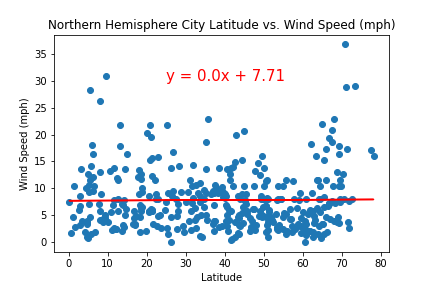 Northern Hemisphere City Latitude vs. Wind Speed (mph)
y = 0.0x + 7.71
Wind Speed (mph)
35
30
25
20
15
10
5
0
0 10 20 30 40 50 60 70 80
Latitude